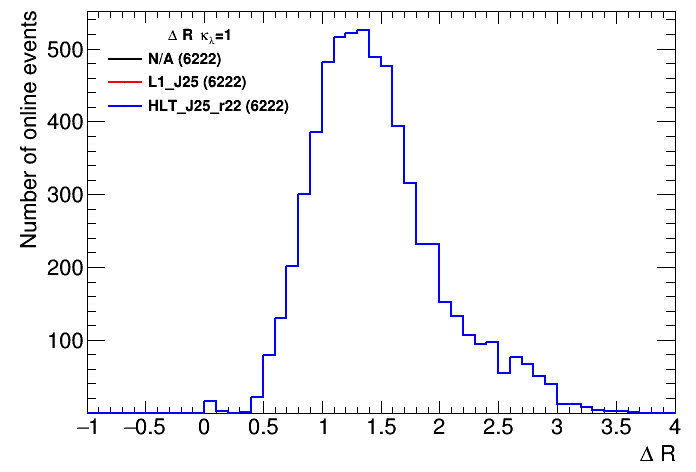 Δ R κλ=1
N/A (6222)
L1_J25 (6222)
HLT_J25_r22 (6222)
Number of online events
500
400
300
200
100
−1 −0.5 0 0.5 1 1.5 2 2.5 3 3.5 4
Δ R